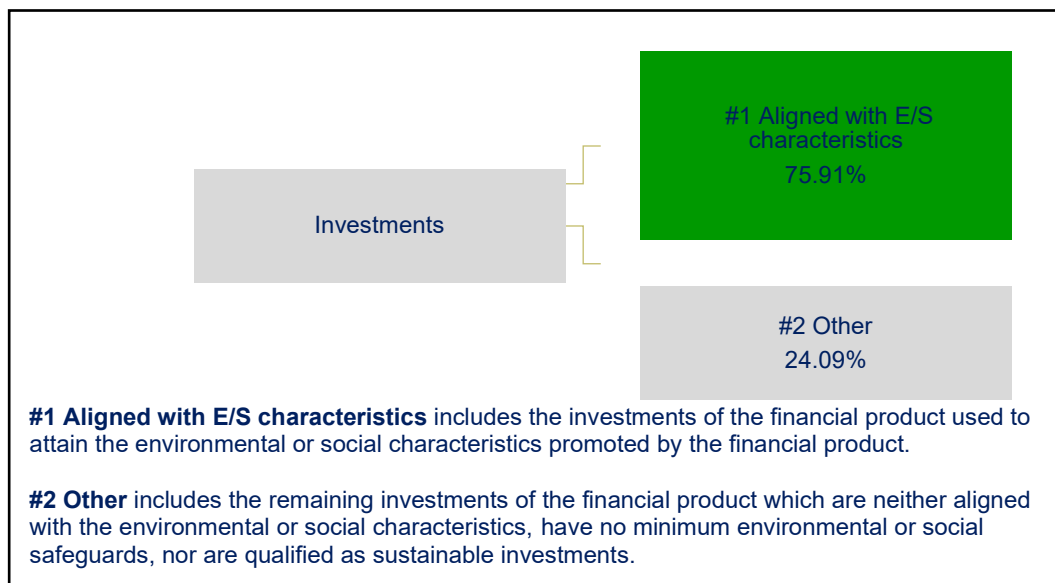 #1 Aligned with E/S
characteristics
75.91%
Investments
#2 Other
24.09%
#1 Aligned with E/S characteristics includes the investments of the financial product used to
attain the environmental or social characteristics promoted by the financial product.
#2 Other includes the remaining investments of the financial product which are neither aligned
with the environmental or social characteristics, have no minimum environmental or social
safeguards, nor are qualified as sustainable investments.